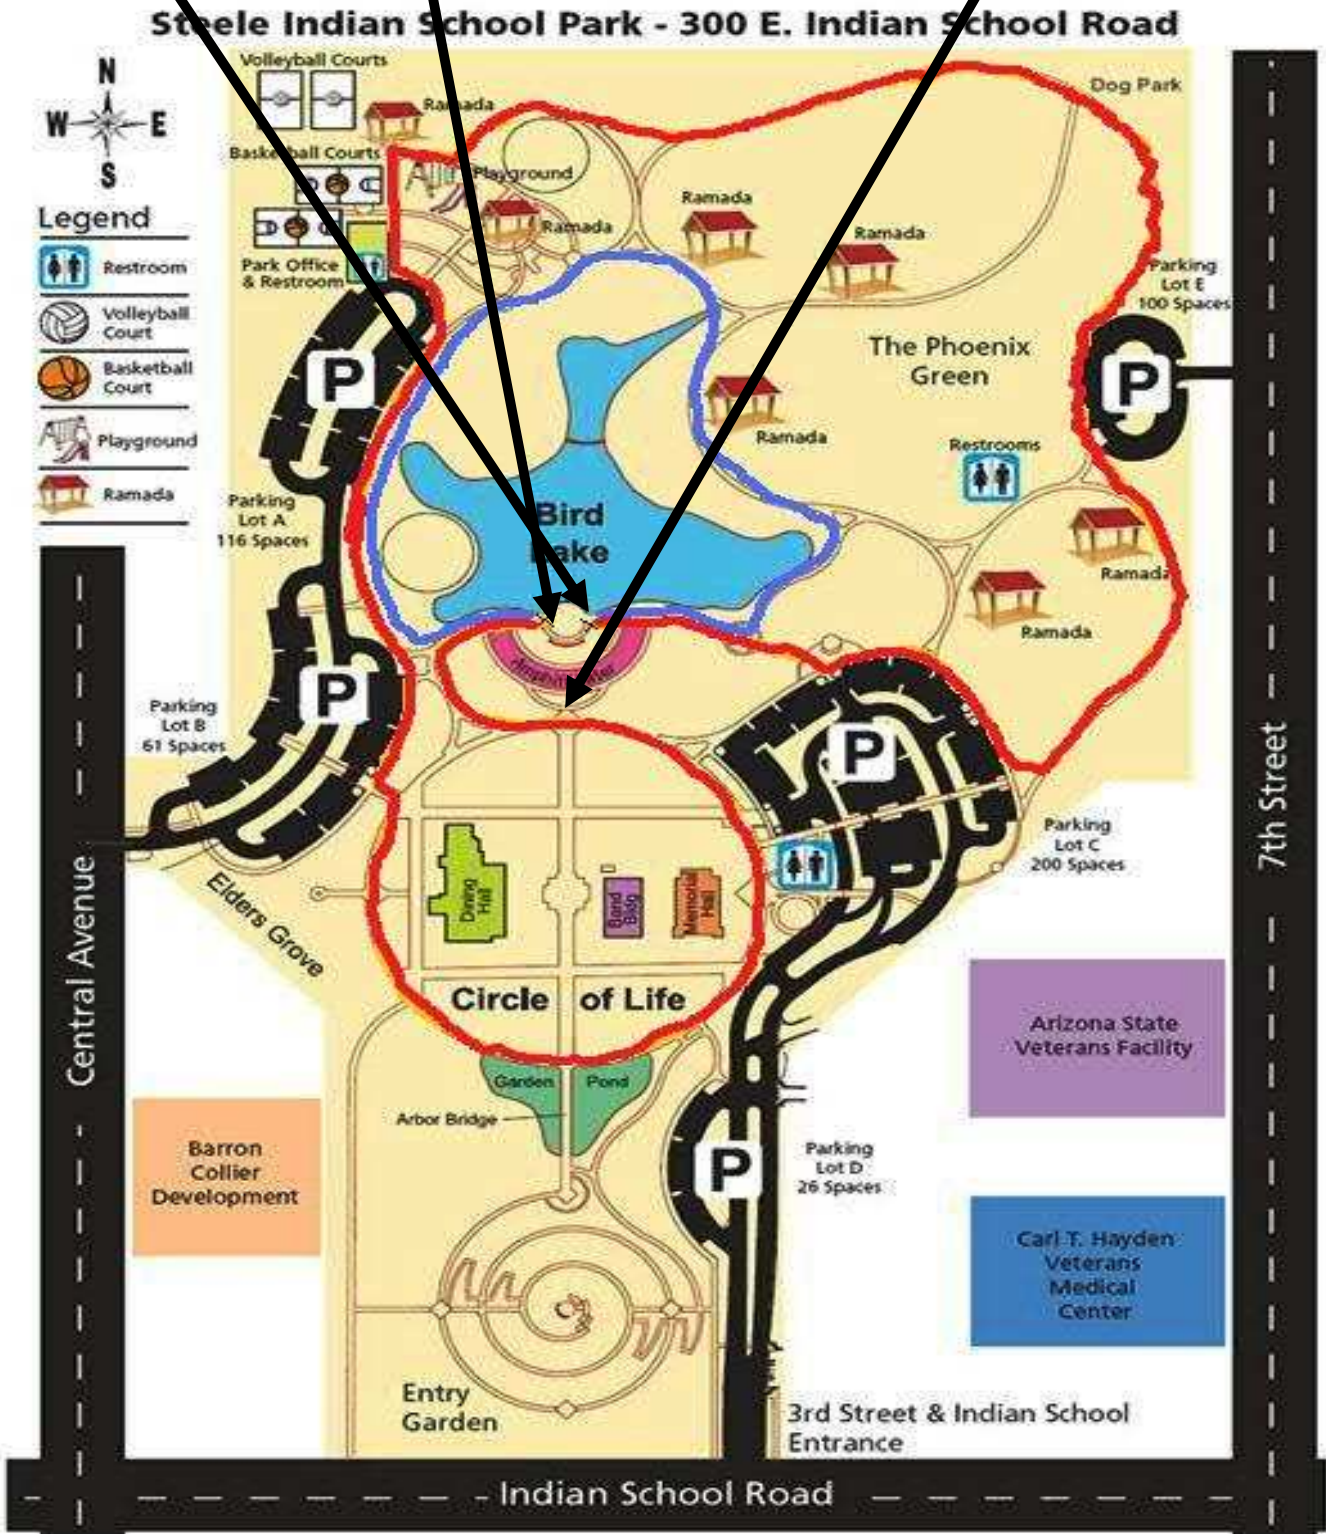 Steele Indian School Park - 300 E. Indian School Road
N
W E
S
Volleyball Courts
Ramada
Dog Park
Basketball Courts
Playground
Ramada
Ramada
Ramada
Park Office
& Restroom
Legend
Restroom
Volleyball
Court
Basketball
Court
Playground
Ramada
Parking
Lot E
100 Spaces
P
P
The Phoenix
Green
Ramada
Restrooms
Parking
Lot A
116 Spaces
Bird
Lake
Ramada
Ramada
Amphitheater
P
Parking
Lot B
61 Spaces
P
Parking
Lot C
200 Spaces
Elders Grove
Dining
Hall
Band
Bldg
Memorial
Hall
Circle of Life
Central Avenue
7th Street
Arizona State
Veterans Facility
Garden Pond
Arbor Bridge
Barron
Collier
Development
P
Parking
Lot D
26 Spaces
Carl T. Hayden
Veterans
Medical
Center
Entry
Garden
3rd Street & Indian School
Entrance
Indian School Road